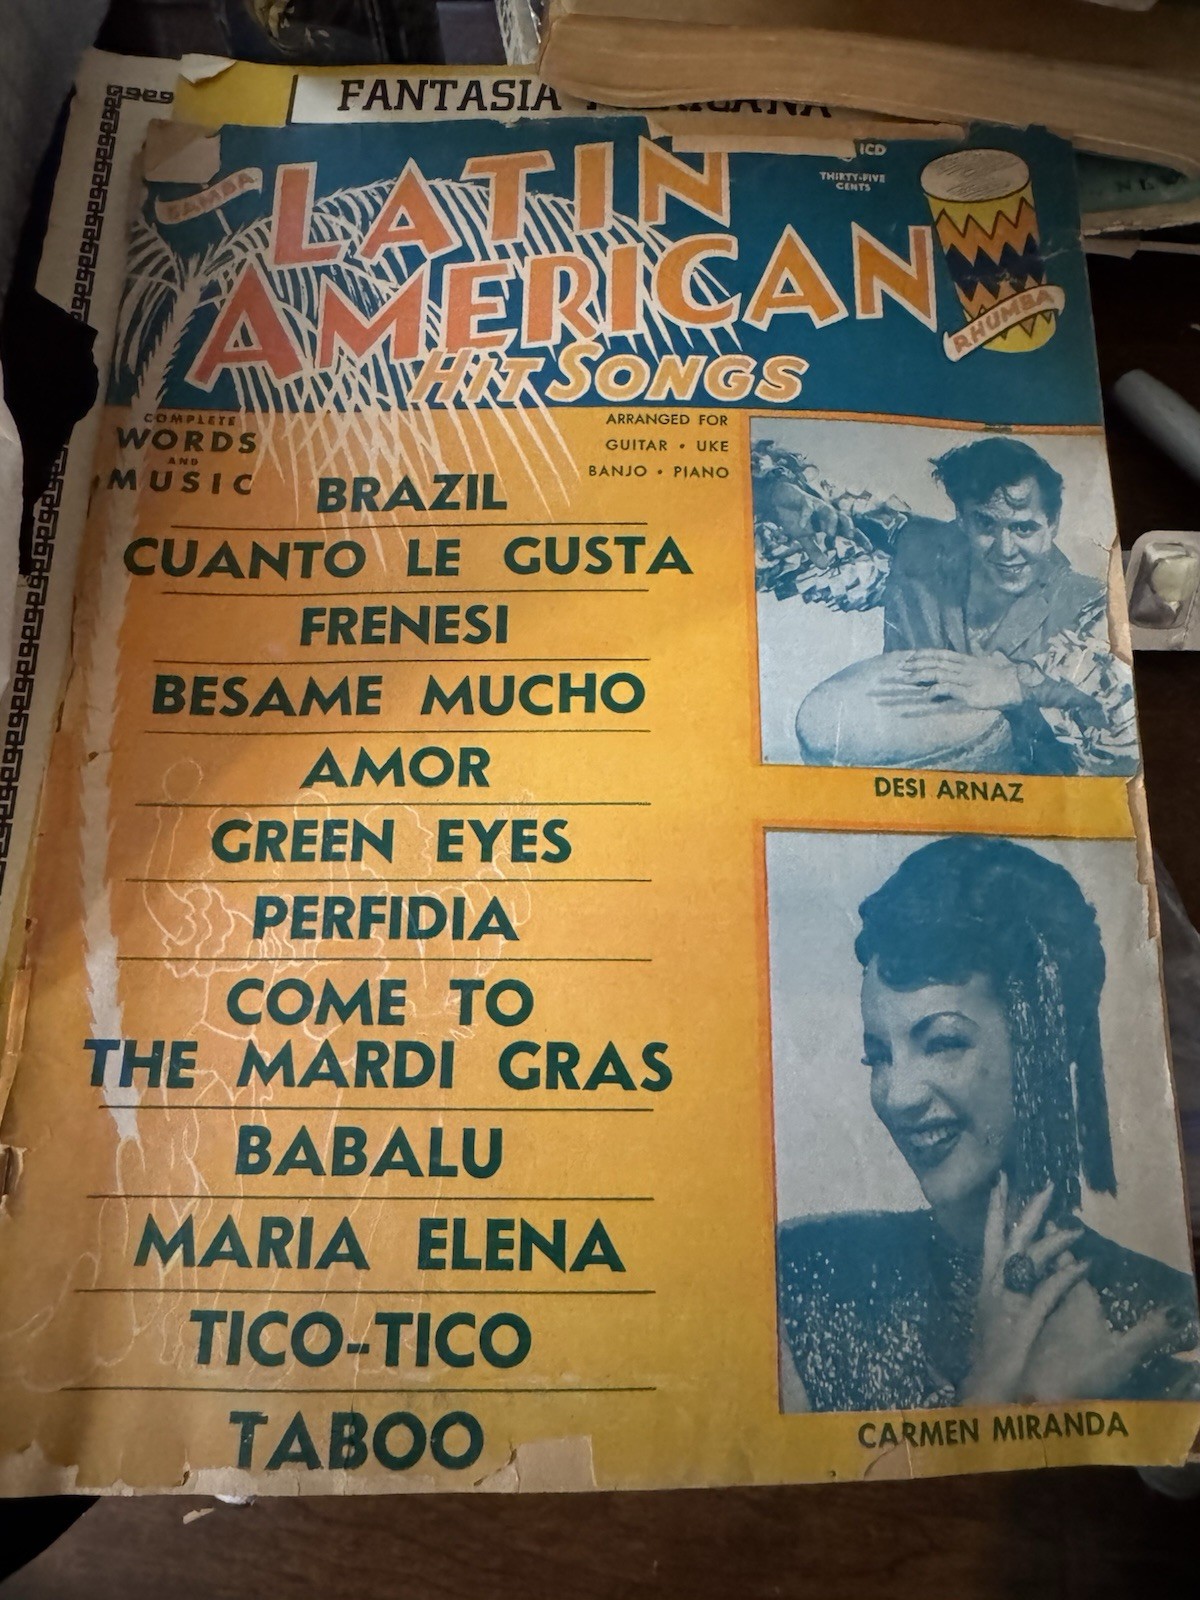 FANTASIA
ICD
THIRTY-FIVE
CENTS
SAMBA
LATIN
AMERICAN
HIT SONGS
RHUMBA
COMPLETE
WORDS
AND
MUSIC
ARRANGED FOR
GUITAR • UKE
BANJO • PIANO
BRAZIL
CUANTO LE GUSTA
FRENESI
BESAME MUCHO
AMOR
GREEN EYES
PERFIDIA
COME TO
THE MARDI GRAS
BABALU
MARIA ELENA
TICO-TICO
TABOO
DESI ARNAZ
CARMEN MIRANDA